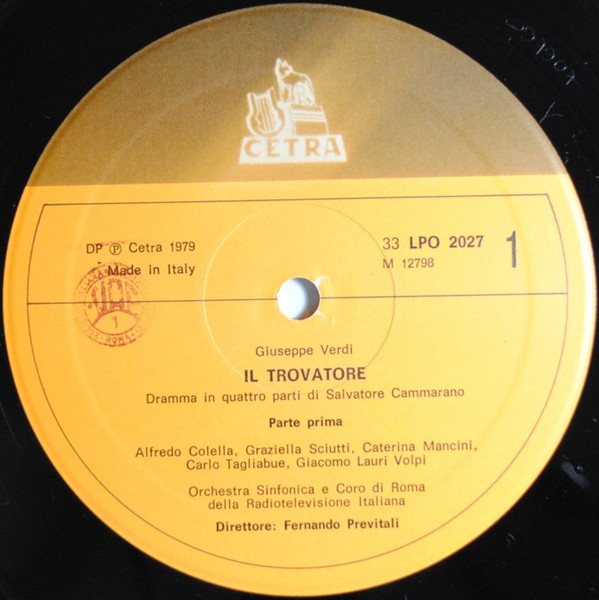 CETRA
DP Ⓟ Cetra 1979
Made in Italy
33 LPO 2027
M 12798
1
1
ROMA
Giuseppe Verdi
IL TROVATORE
Dramma in quattro parti di Salvatore Cammarano
Parte prima
Alfredo Colella, Graziella Sciutti, Caterina Mancini,
Carlo Tagliabue, Giacomo Lauri Volpi
Orchestra Sinfonica e Coro di Roma
della Radiotelevisione Italiana
Direttore: Fernando Previtali